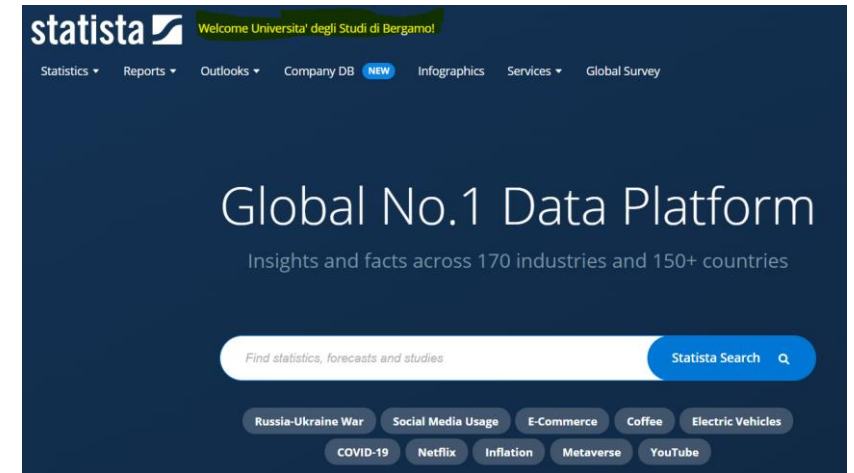 statista Welcome Universita' degli Studi di Bergamo!
Statistics Reports Outlooks Company DB NEW Infographics Services Global Survey
Global No.1 Data Platform
Insights and facts across 170 industries and 150+ countries
Find statistics, forecasts and studies Statista Search
Russia-Ukraine War Social Media Usage E-Commerce Coffee Electric Vehicles
COVID-19 Netflix Inflation Metaverse YouTube